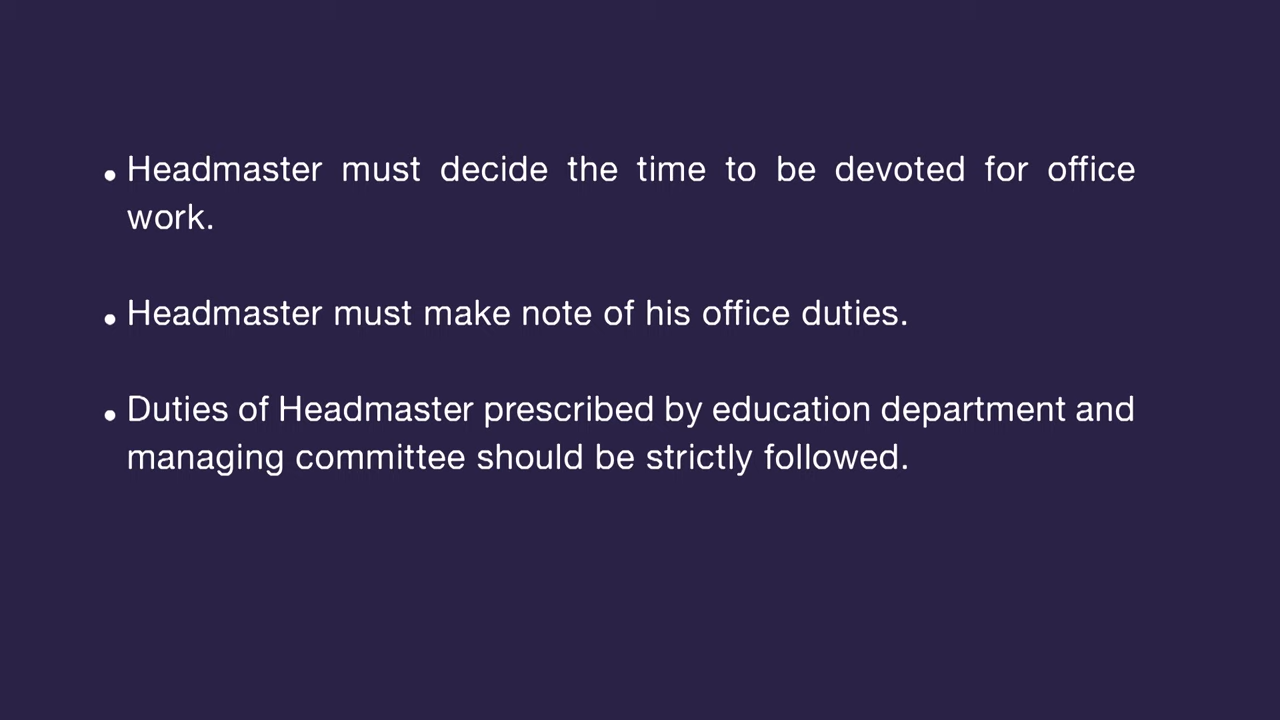 • Headmaster must decide the time to be devoted for office
work.
• Headmaster must make note of his office duties.
• Duties of Headmaster prescribed by education department and
managing committee should be strictly followed.